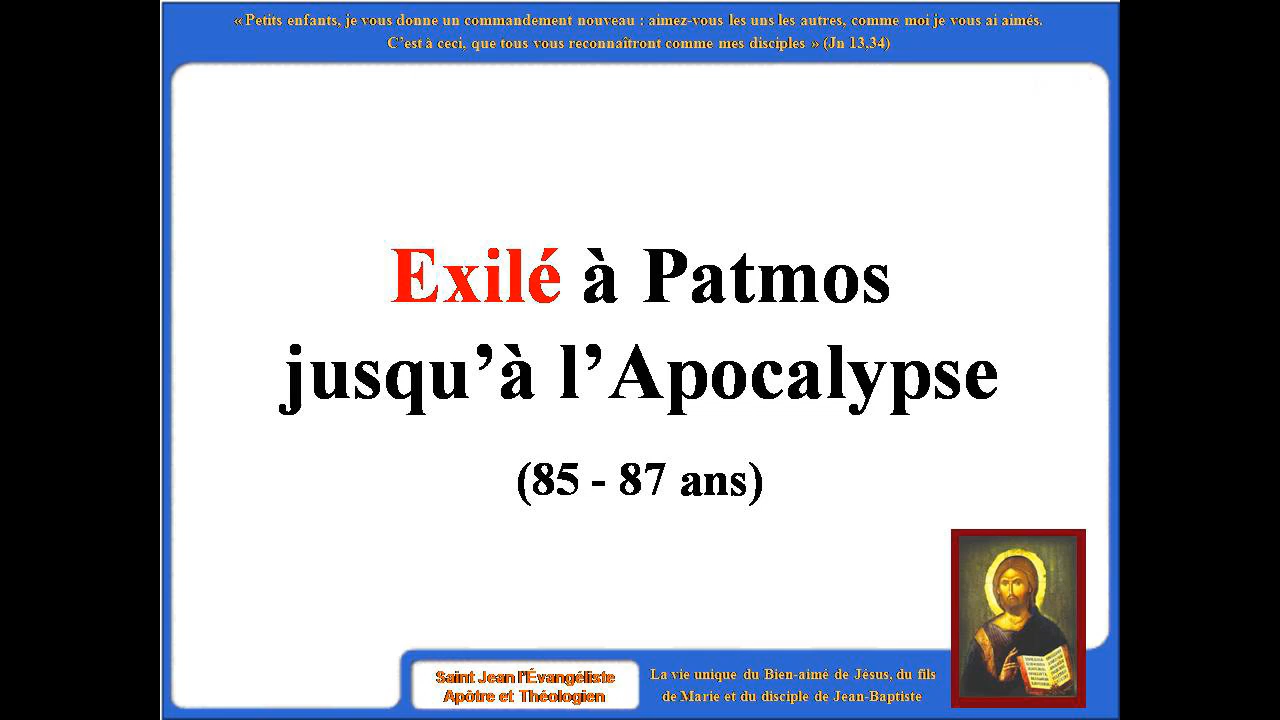 « Petits enfants, je vous donne un commandement nouveau : aimez-vous les uns les autres, comme moi je vous ai aimés.
C'est à ceci, que tous vous reconnaîtront comme mes disciples » (Jn 13,34)
Exilé à Patmos
jusqu'à l'Apocalypse
(85 - 87 ans)
Saint Jean l'Évangéliste
Apôtre et Théologien
La vie unique du Bien-aimé de Jésus, du fils
de Marie et du disciple de Jean-Baptiste